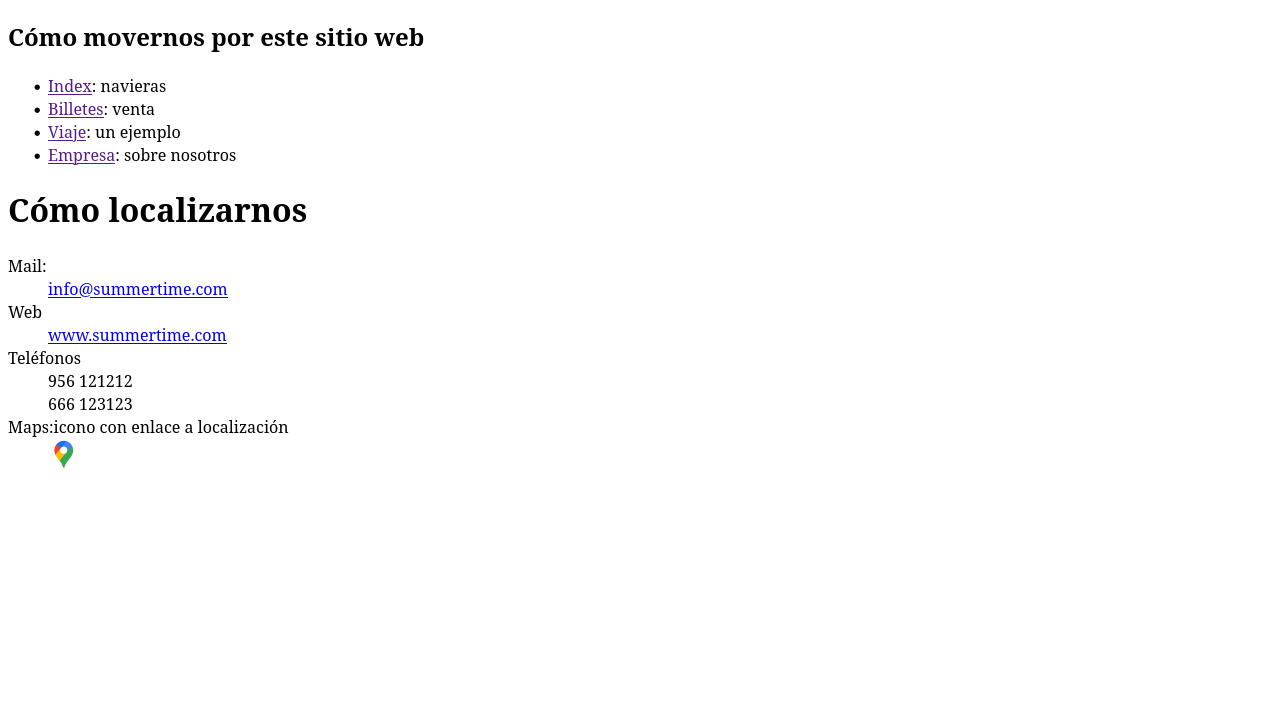 Cómo movernos por este sitio web
Index: navieras
Billetes: venta
Viaje: un ejemplo
Empresa: sobre nosotros
Cómo localizarnos
Mail:
info@summertime.com
Web
www.summertime.com
Teléfonos
956 121212
666 123123
Maps:icono con enlace a localización